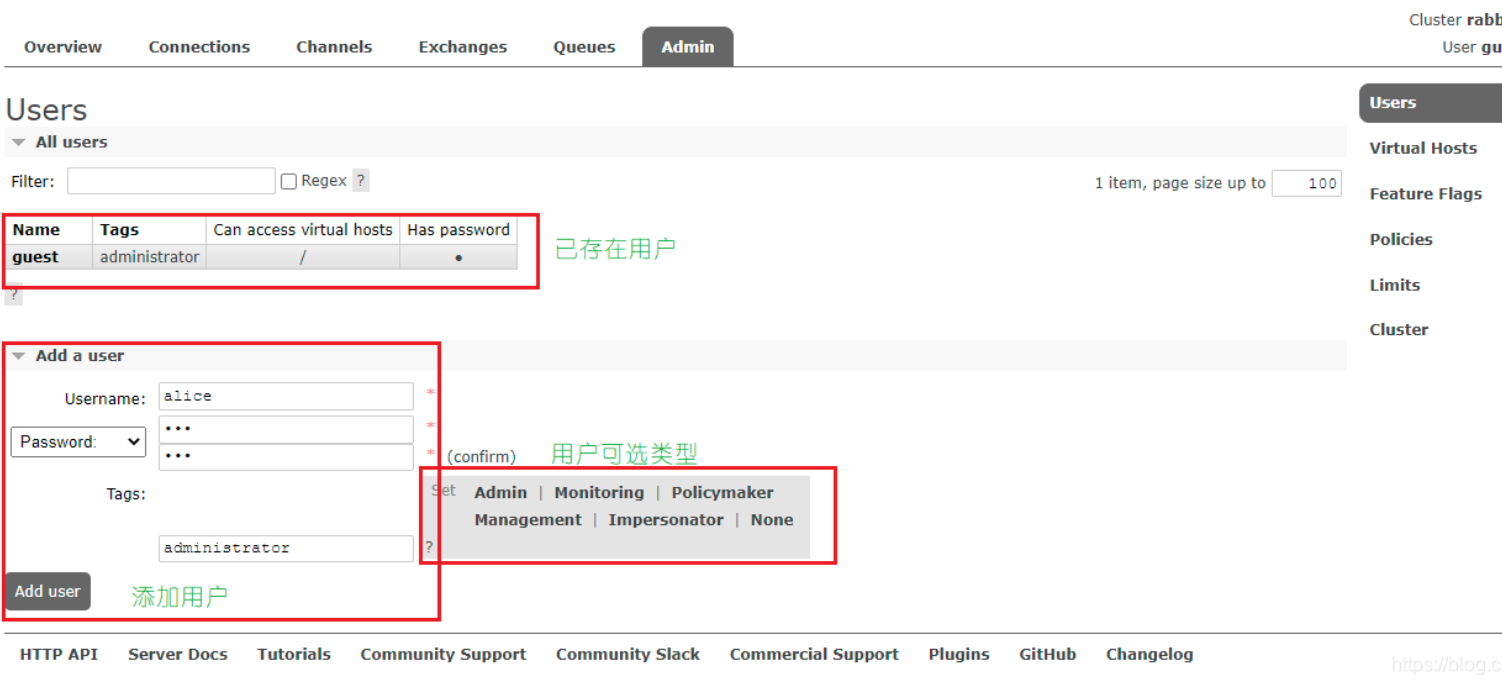 Cluster rabb
Overview Connections Channels Exchanges Queues Admin
User gu
Users
All users
Filter: Regex ?
1 item, page size up to 100
Name Tags Can access virtual hosts Has password
guest administrator / ●
已存在用户
?
Add a user
Username: alice *
Password: ••• *
••• * (confirm)
用户可选类型
Tags:
Set Admin | Monitoring | Policymaker
Management | Impersonator | None
administrator ?
Add user
添加用户
Users
Virtual Hosts
Feature Flags
Policies
Limits
Cluster
HTTP API Server Docs Tutorials Community Support Community Slack Commercial Support Plugins GitHub Changelog
https://blog.c